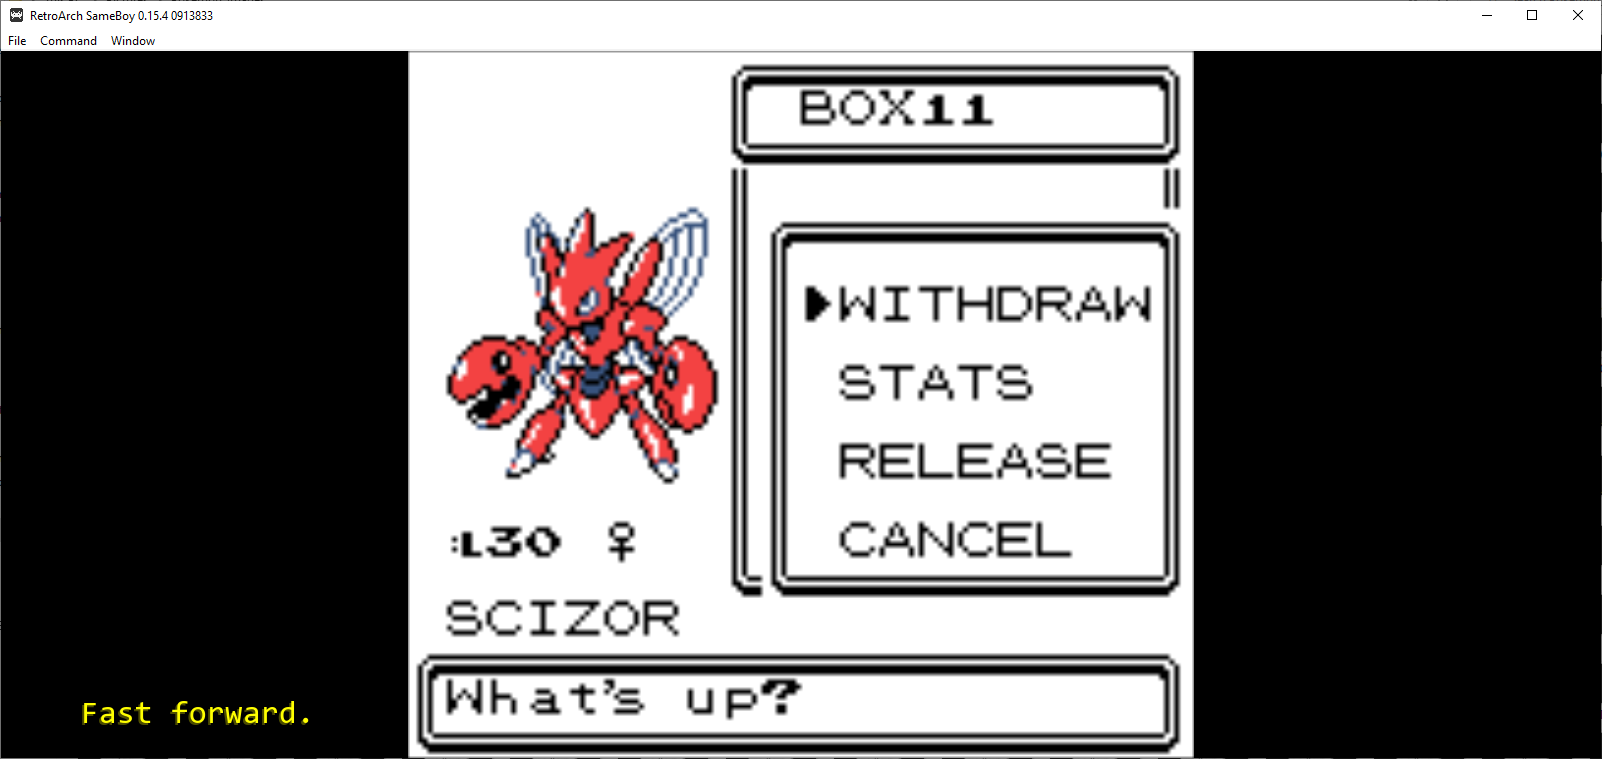 RetroArch SameBoy 0.15.4 0913833
File Command Window
BOX11
WITHDRAW
STATS
RELEASE
CANCEL
:L30 ♀
SCIZOR
What's up?
Fast forward.